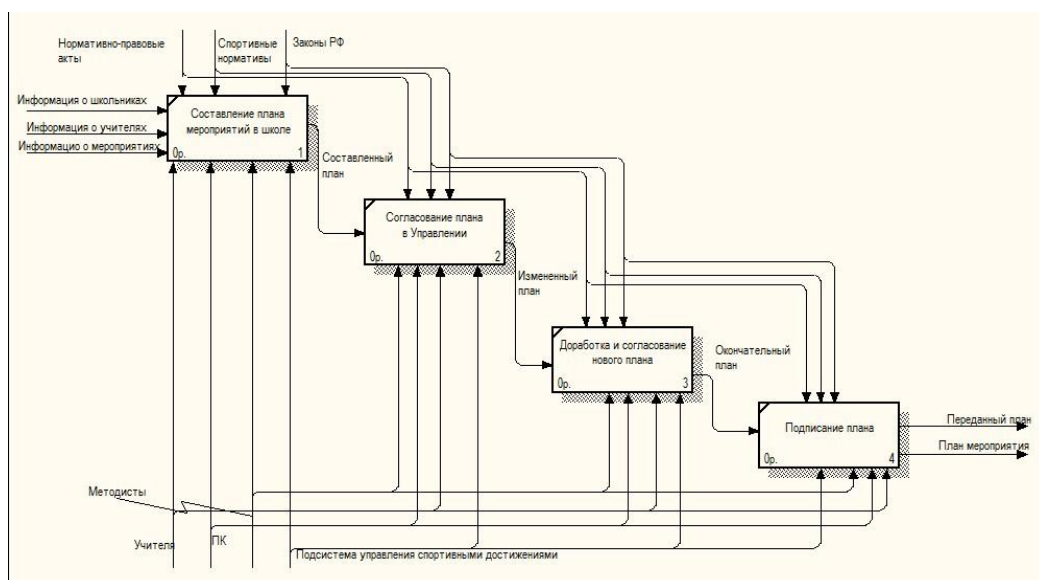 Нормативно-правовые
акты
Спортивные
нормативы
Законы РФ
Информация о школьниках
Информация о учителях
Информацио о мероприятиях
Составление плана
мероприятий в школе
0р. 1
Составленный
план
Согласование плана
в Управлении
0р. 2
Измененный
план
Доработка и согласование
нового плана
0р. 3
Окончательный
план
Подписание плана
0р. 4
Переданный план
План мероприятия
Методисты
Учителя
ПК
Подсистема управления спортивными достижениями